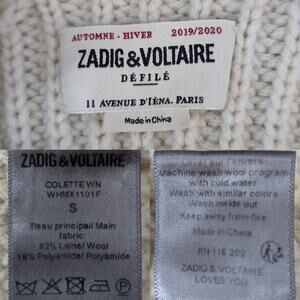 AUTOMNE - HIVER 2019/2020
ZADIG & VOLTAIRE
DÉFILÉ
11 AVENUE D'IÉNA. PARIS
Made in China
ZADIG & VOLTAIRE
COLETTE WN
WHMX1101F
S
Tissu principal/ Main
fabric:
82% Laine/ Wool
18% Polyamide/ Polyamide
Laver sur l'envers
Machine wash wool program
with cold water
Wash with similar colors
Wash inside out
Keep away from fire
Made in China
RN 116 202
ZADIG & VOLTAIRE
LOVES YOU